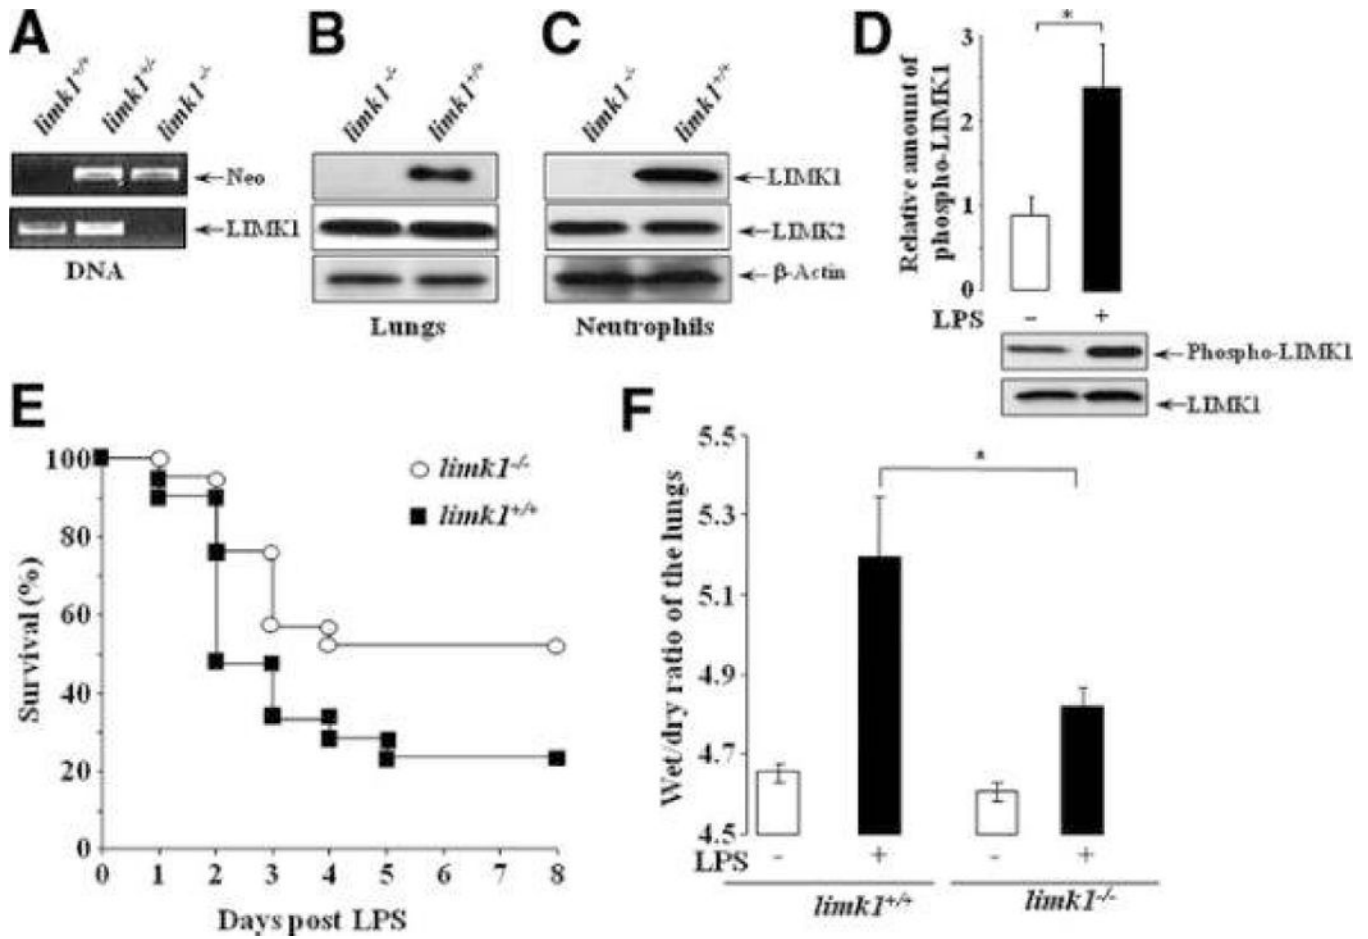 A
limk1+/+
limk1+/-
limk1-/-
Neo
LIMK1
DNA
B
limk1-/-
limk1+/+
Lungs
C
limk1-/-
limk1+/+
LIMK1
LIMK2
β-Actin
Neutrophils
D
Relative amount of
phospho-LIMK1
3
2
1
0
*
LPS - +
Phospho-LIMK1
LIMK1
E
Survival (%)
100
80
60
40
20
0
limk1-/-
limk1+/+
0 1 2 3 4 5 6 7 8
Days post LPS
F
Wet/dry ratio of the lungs
5.5
5.3
5.1
4.9
4.7
4.5
*
LPS - + - +
limk1+/+ limk1-/-